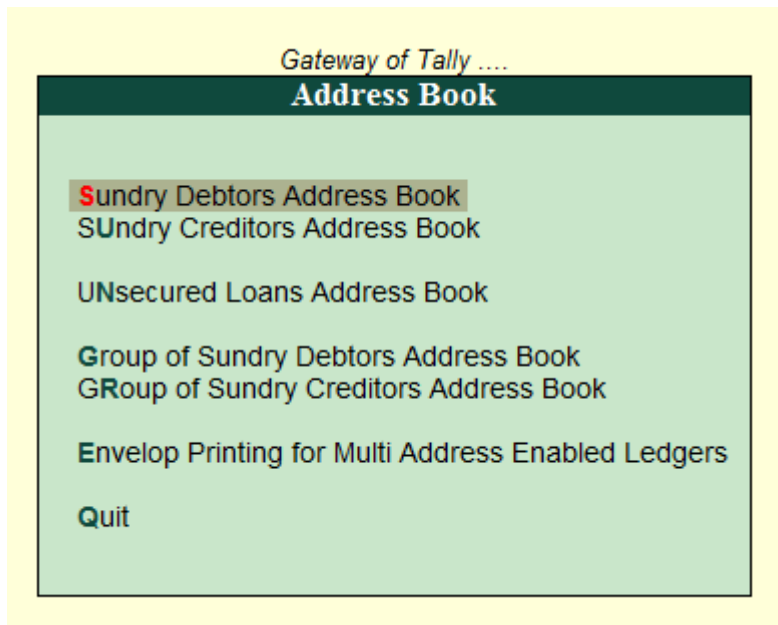 Gateway of Tally ....
Address Book
Sundry Debtors Address Book
SUndry Creditors Address Book
UNsecured Loans Address Book
Group of Sundry Debtors Address Book
GRoup of Sundry Creditors Address Book
Envelop Printing for Multi Address Enabled Ledgers
Quit